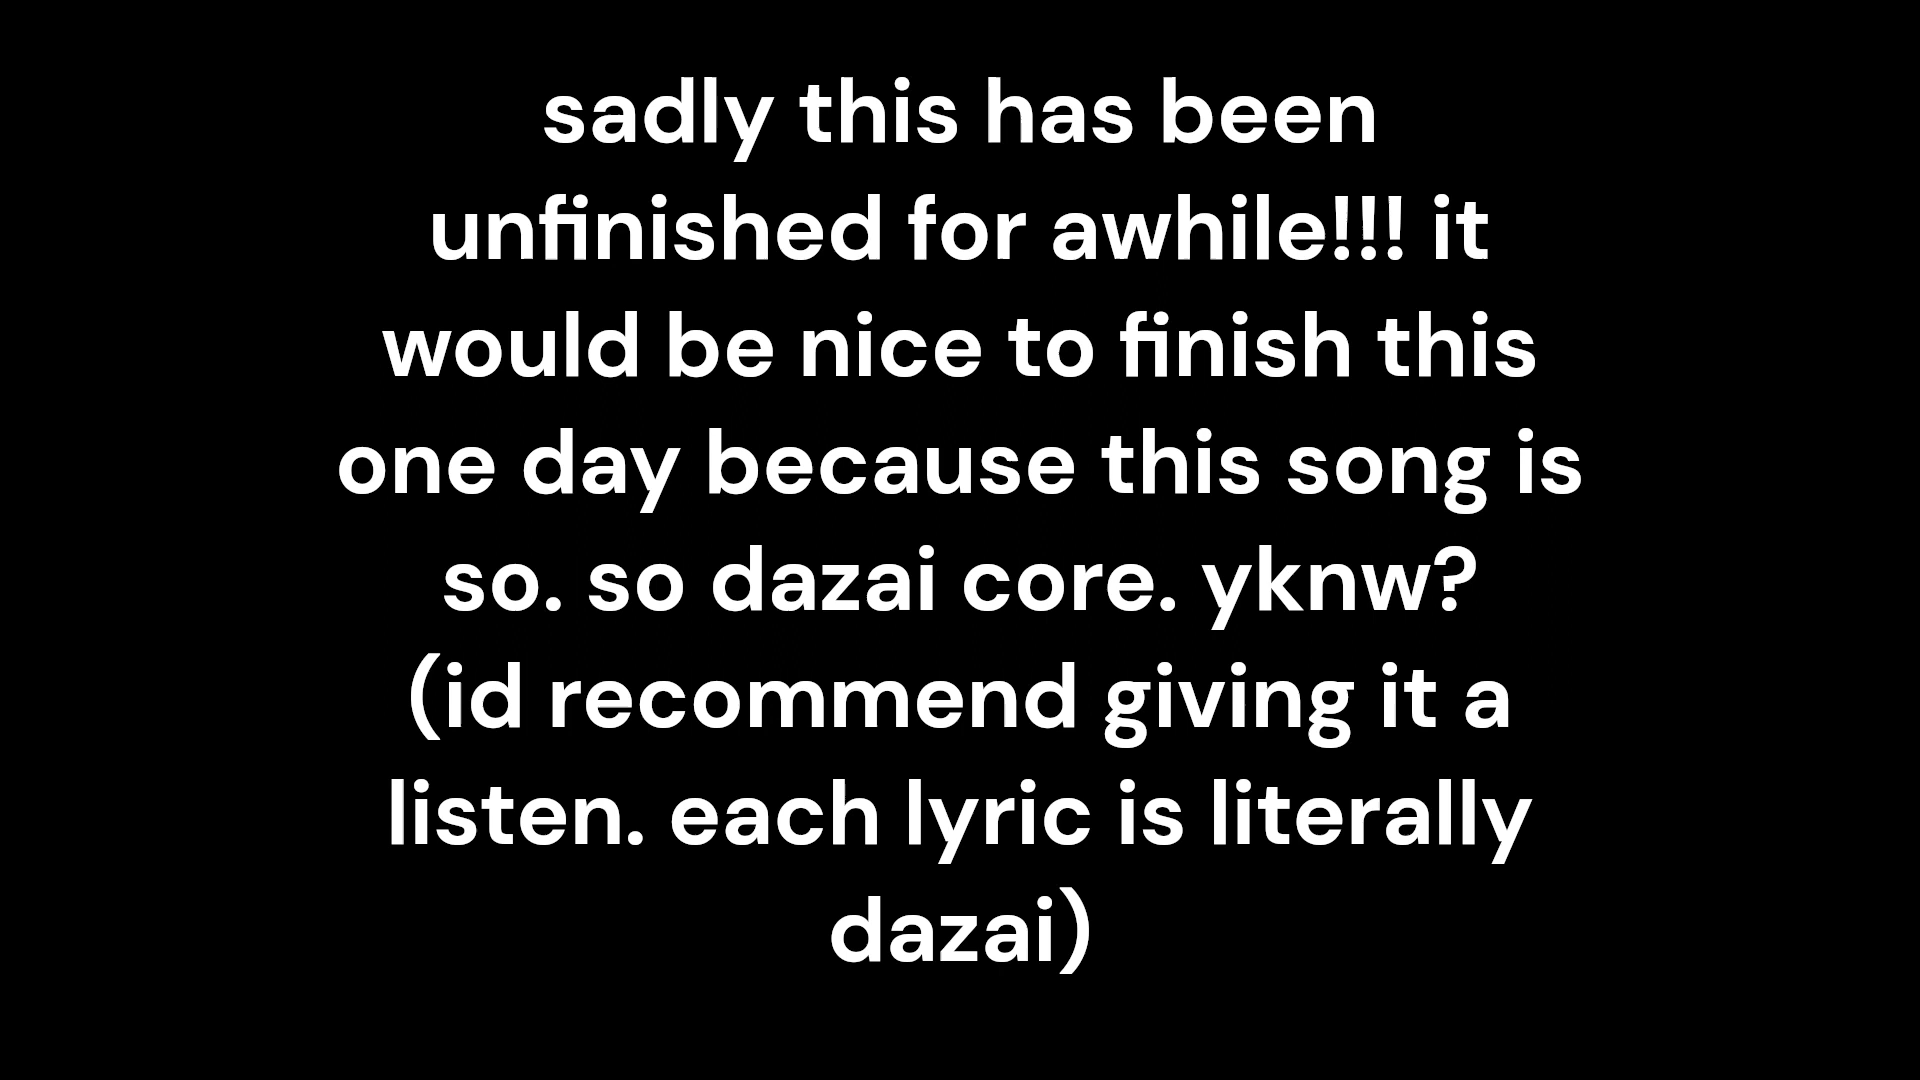 sadly this has been
unfinished for awhile!!! it
would be nice to finish this
one day because this song is
so. so dazai core. yknw?
(id recommend giving it a
listen. each lyric is literally
dazai)